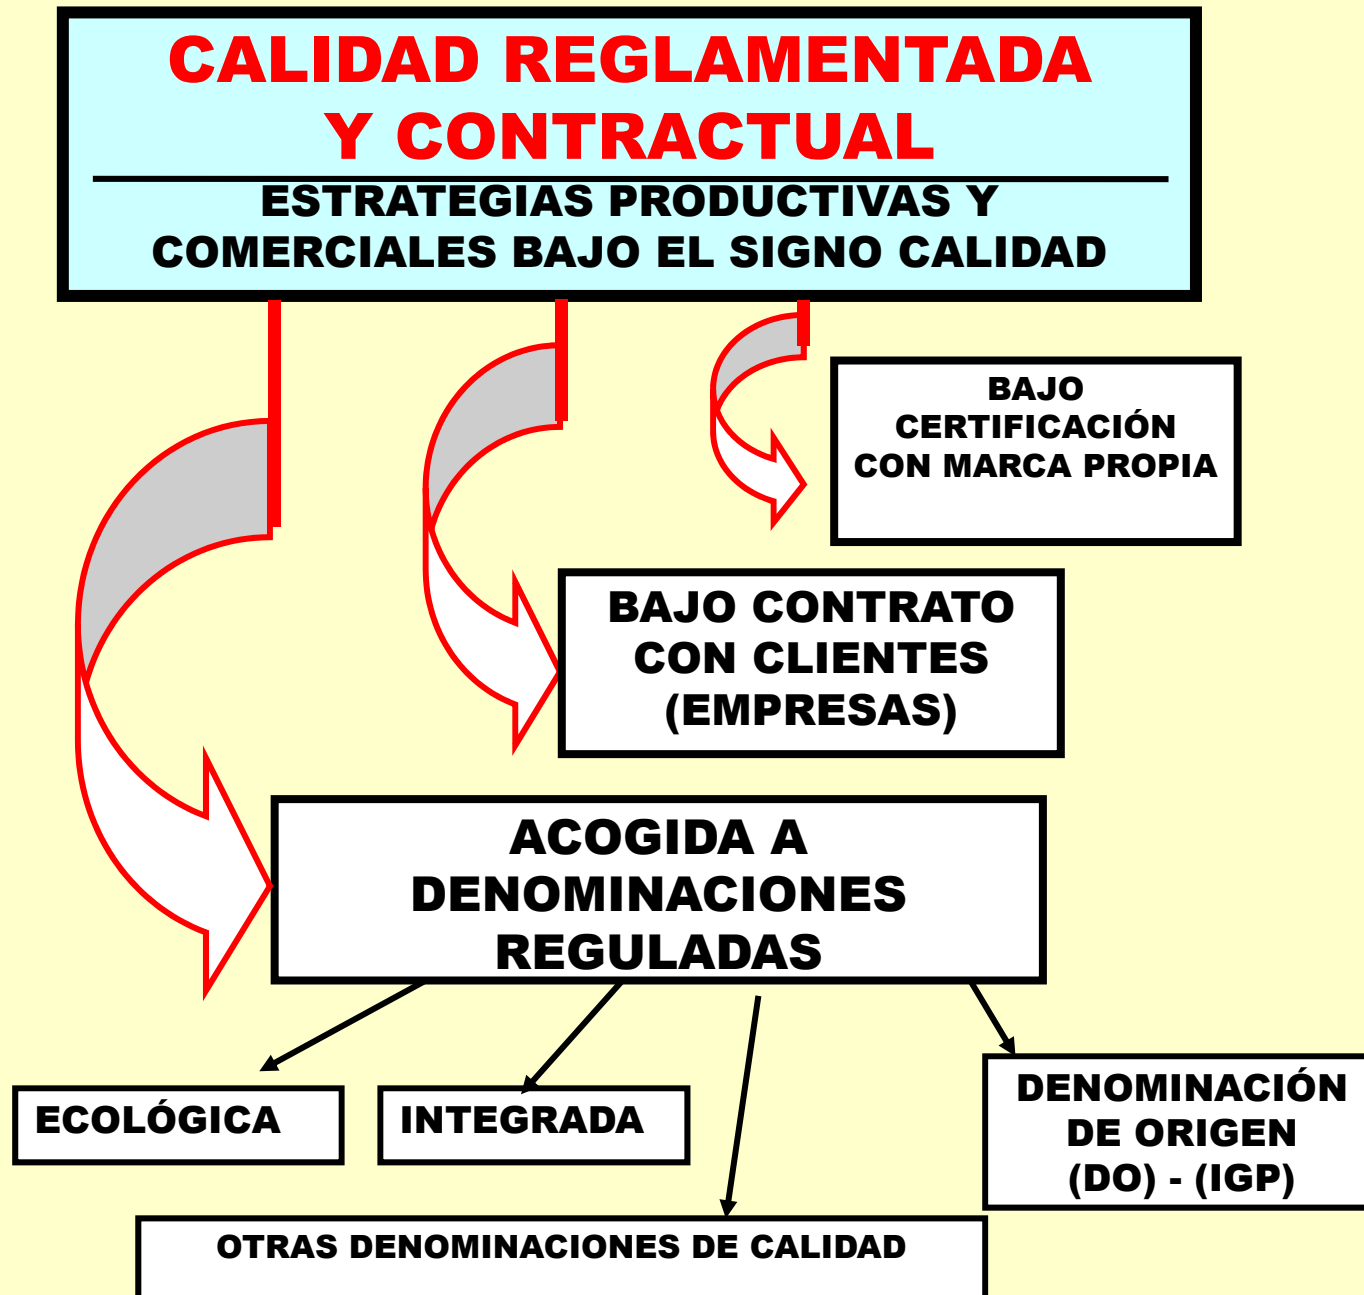 CALIDAD REGLAMENTADA
Y CONTRACTUAL
ESTRATEGIAS PRODUCTIVAS Y
COMERCIALES BAJO EL SIGNO CALIDAD
BAJO
CERTIFICACIÓN
CON MARCA PROPIA
BAJO CONTRATO
CON CLIENTES
(EMPRESAS)
ACOGIDA A
DENOMINACIONES
REGULADAS
ECOLÓGICA
INTEGRADA
DENOMINACIÓN
DE ORIGEN
(DO) - (IGP)
OTRAS DENOMINACIONES DE CALIDAD